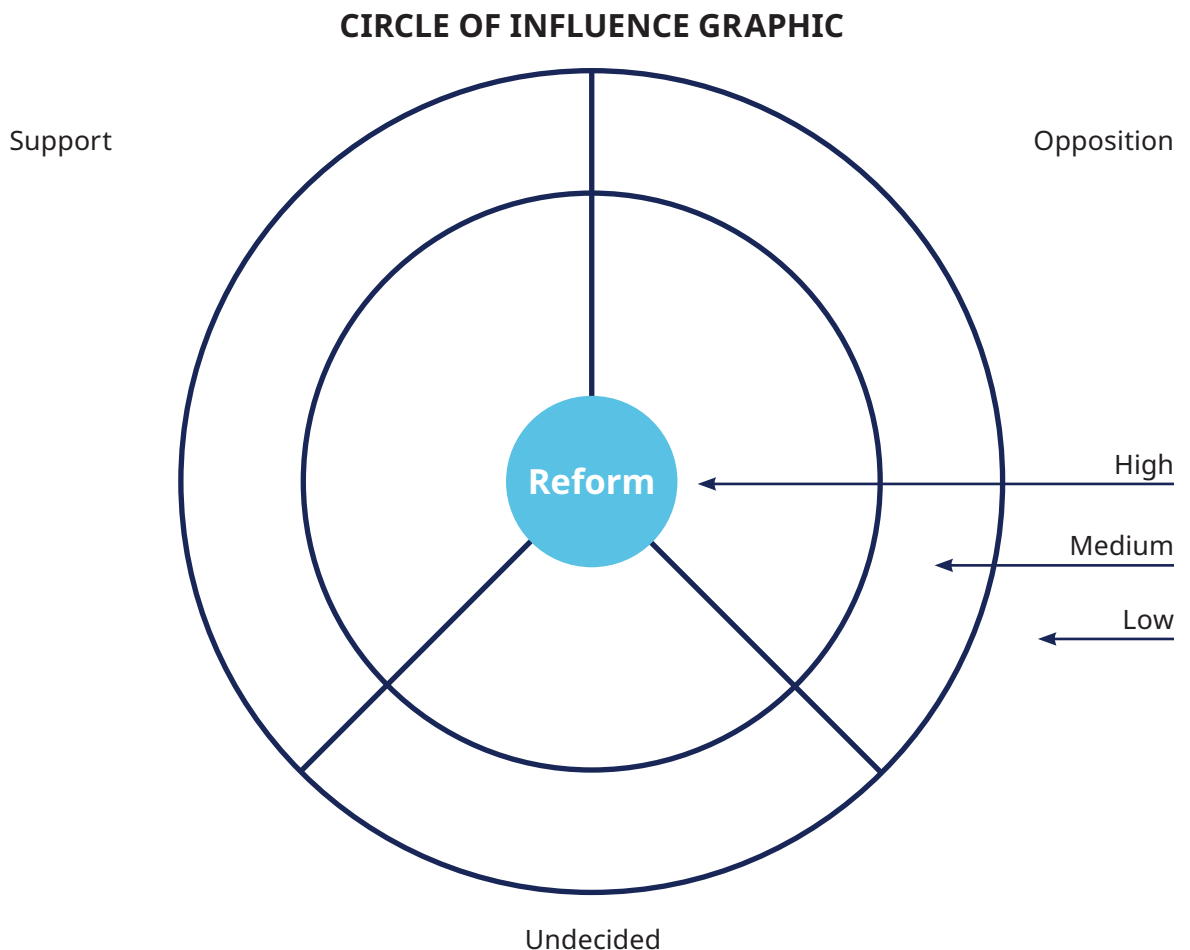 CIRCLE OF INFLUENCE GRAPHIC
Support
Opposition
High
Reform
Medium
Low
Undecided